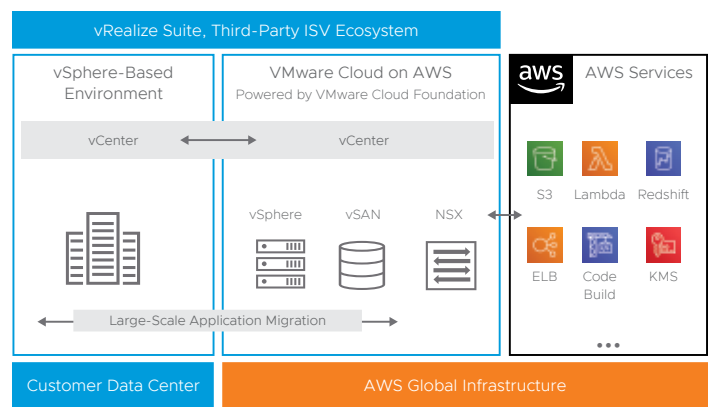 vRealize Suite, Third-Party ISV Ecosystem
vSphere-Based
Environment
VMware Cloud on AWS
Powered by VMware Cloud Foundation
aws
AWS Services
vCenter
vCenter
S3
Lambda
Redshift
vSphere
vSAN
NSX
ELB
Code
Build
KMS
Large-Scale Application Migration
Customer Data Center
AWS Global Infrastructure